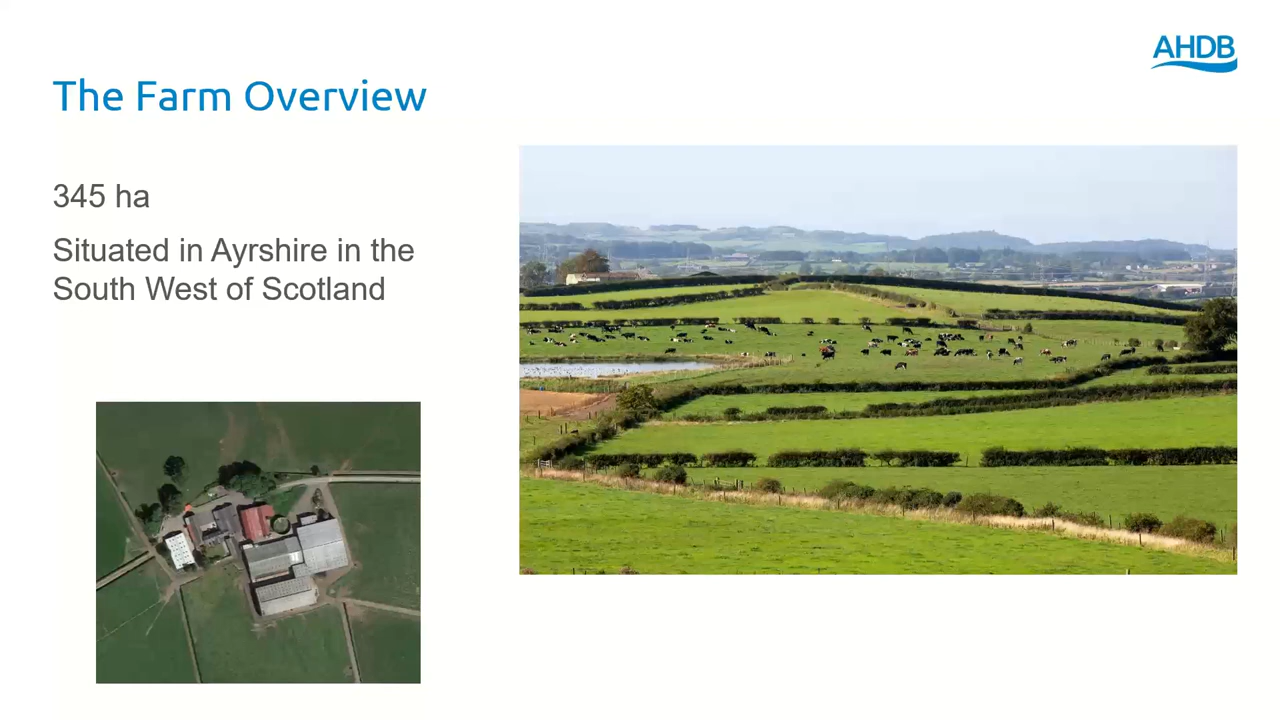 AHDB
The Farm Overview
345 ha
Situated in Ayrshire in the
South West of Scotland